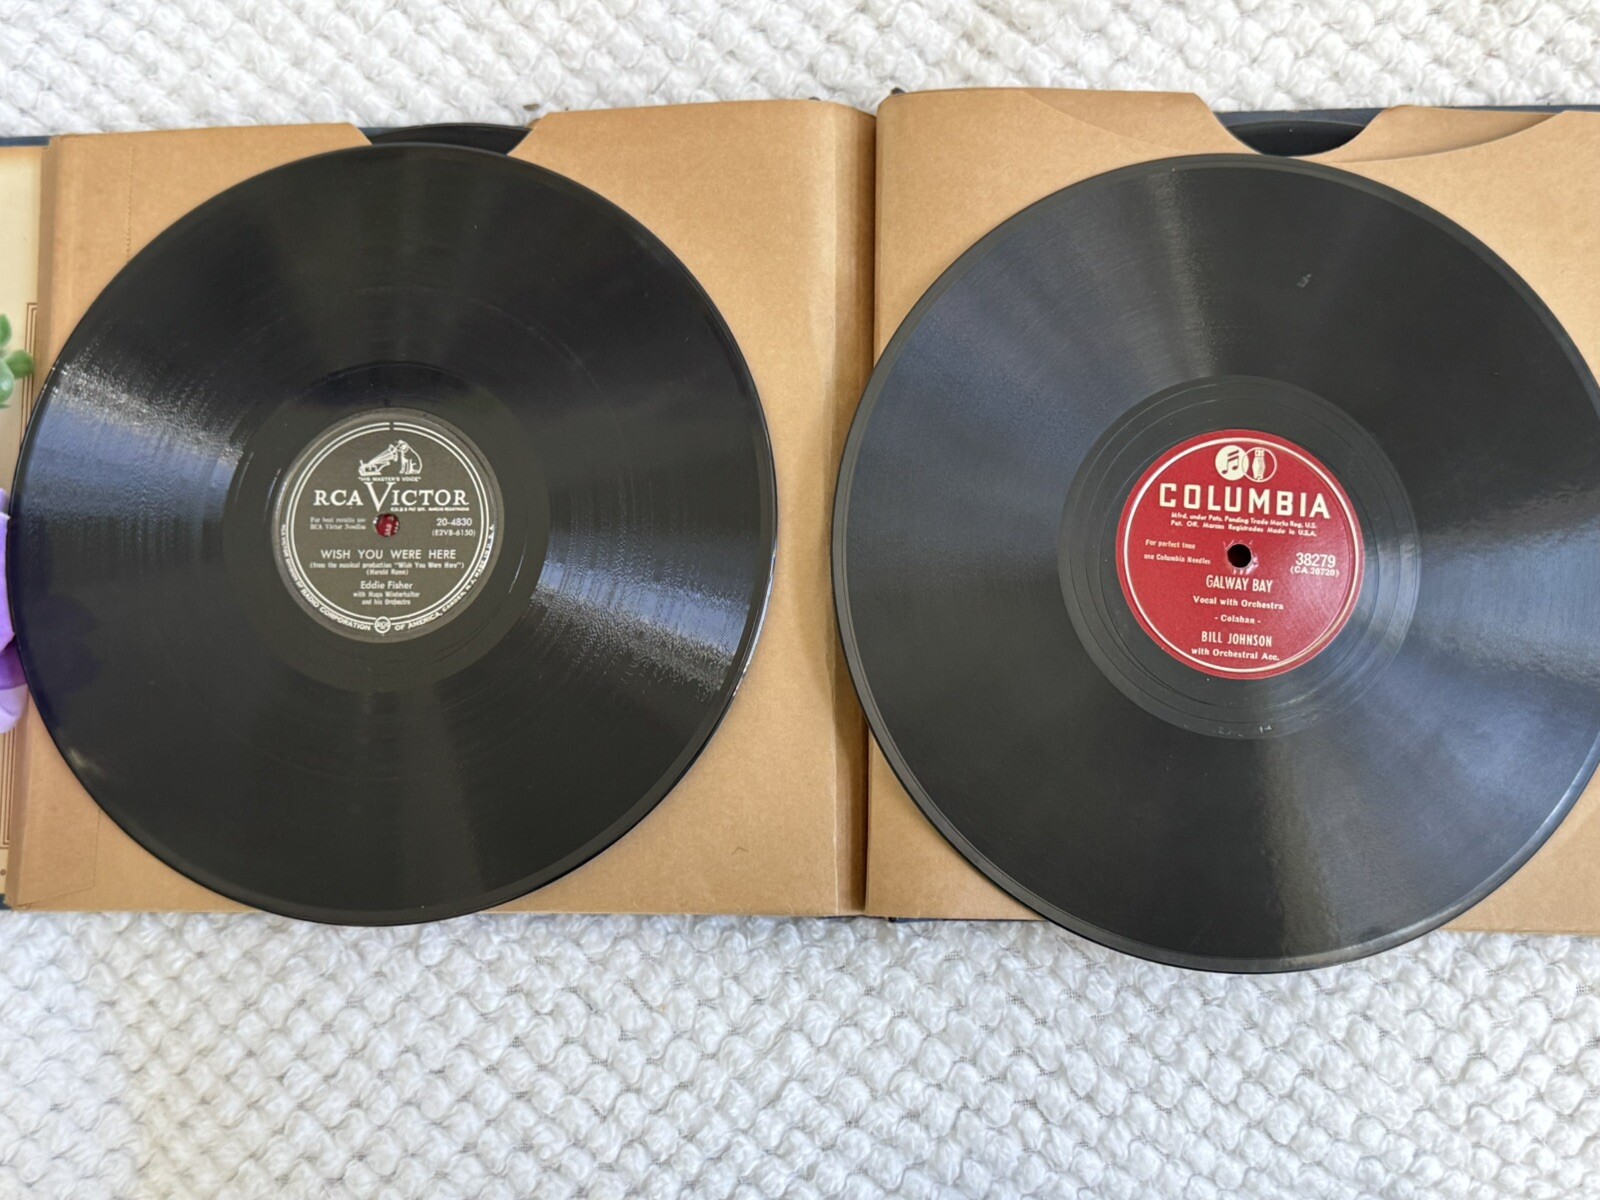 "HIS MASTER'S VOICE"
RCA VICTOR
For best results use
RCA Victor Needles
20-4830
(E2VB-6150)
WISH YOU WERE HERE
(from the musical production "Wish You Were Here")
(Harold Rome)
Eddie Fisher
with Hugo Winterhalter
and his Orchestra
RADIO CORPORATION OF AMERICA, CAMDEN, N.J.
COLUMBIA
Mfrd. under Pats. Pending Trade Marks Reg. U.S.
Pat. Off. Marcas Registradas Made in U.S.A.
For perfect tone
use Columbia Needles
38279
(CA 20720)
GALWAY BAY
Vocal with Orchestra
- Colahan -
BILL JOHNSON
with Orchestral Acc.